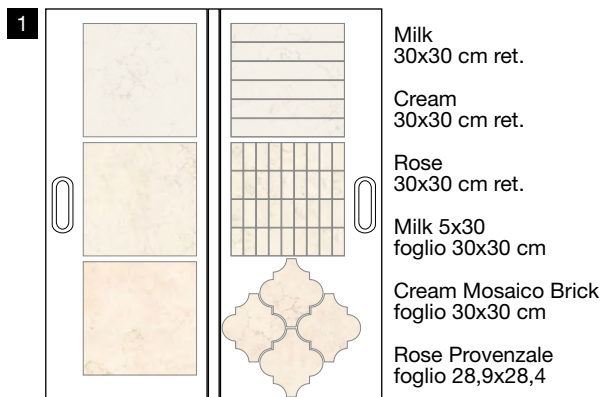 1
Milk
30x30 cm ret.
Cream
30x30 cm ret.
Rose
30x30 cm ret.
Milk 5x30
foglio 30x30 cm
Cream Mosaico Brick
foglio 30x30 cm
Rose Provenzale
foglio 28,9x28,4